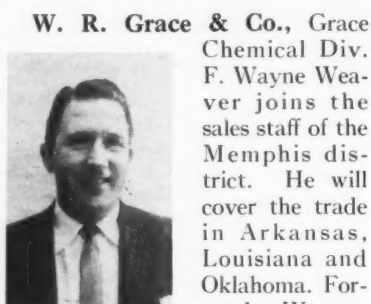 W. R. Grace & Co., Grace
Chemical Div.
F. Wayne Wea-
ver joins the
sales staff of the
Memphis dis-
trict. He will
cover the trade
in Arkansas,
Louisiana and
Oklahoma. For-